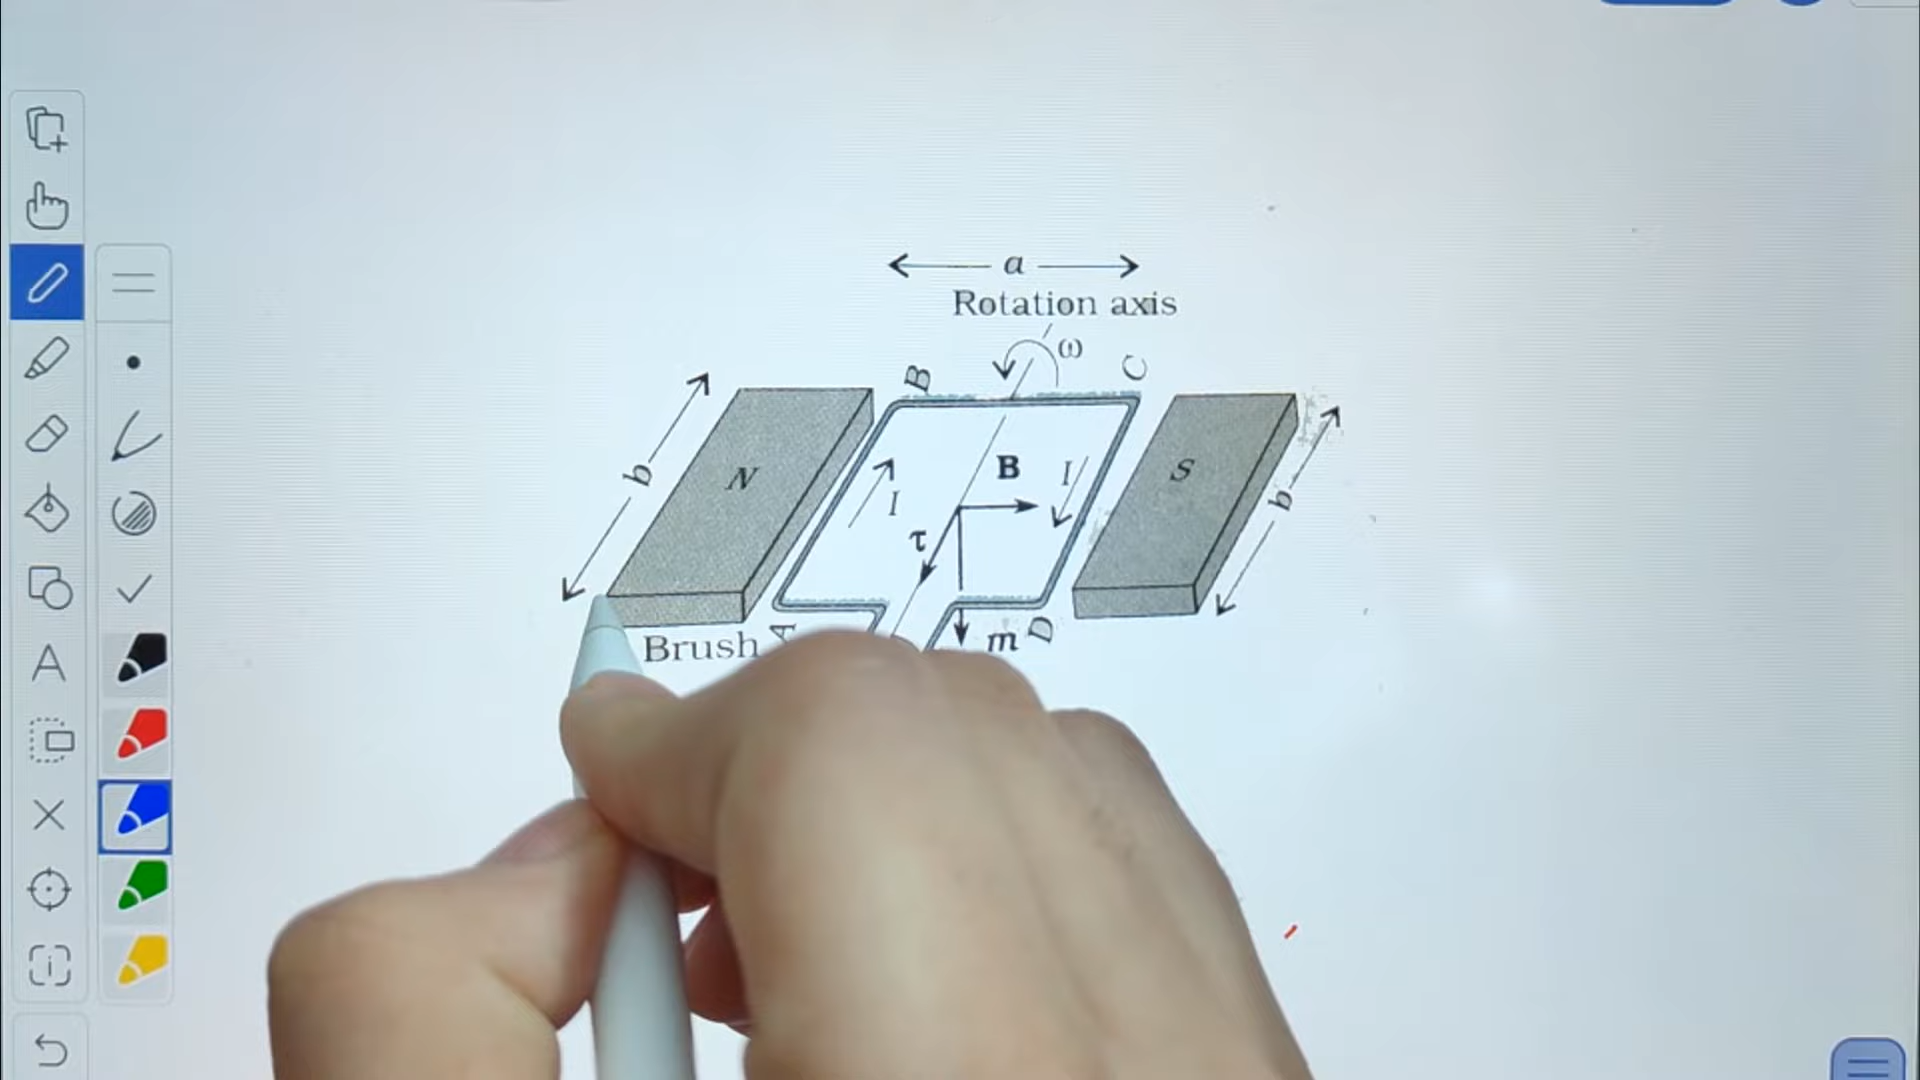 a
Rotation axis
ω
B C
b N B I S b
I
τ
Brush A m D
A